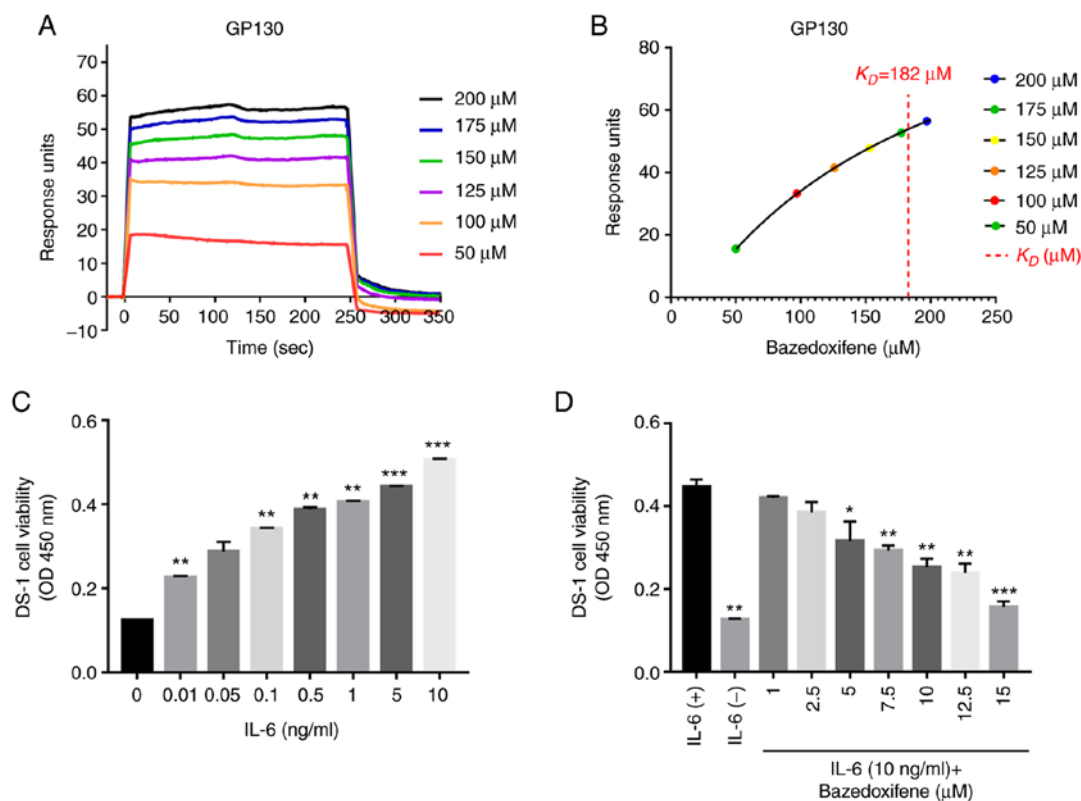 A
GP130
Response units
70
60
50
40
30
20
10
0
−10
0
50
100
150
200
250
300
350
Time (sec)
200 μM
175 μM
150 μM
125 μM
100 μM
50 μM
B
GP130
Response units
80
60
40
20
0
0
50
100
150
200
250
Bazedoxifene (μM)
K_D=182 μM
200 μM
175 μM
150 μM
125 μM
100 μM
50 μM
K_D (μM)
C
DS-1 cell viability
(OD 450 nm)
0.6
0.4
0.2
0.0
**
**
**
**
***
***
0
0.01
0.05
0.1
0.5
1
5
10
IL-6 (ng/ml)
D
DS-1 cell viability
(OD 450 nm)
0.6
0.4
0.2
0.0
**
*
**
**
**
***
IL-6 (+)
IL-6 (−)
1
2.5
5
7.5
10
12.5
15
IL-6 (10 ng/ml)+
Bazedoxifene (μM)